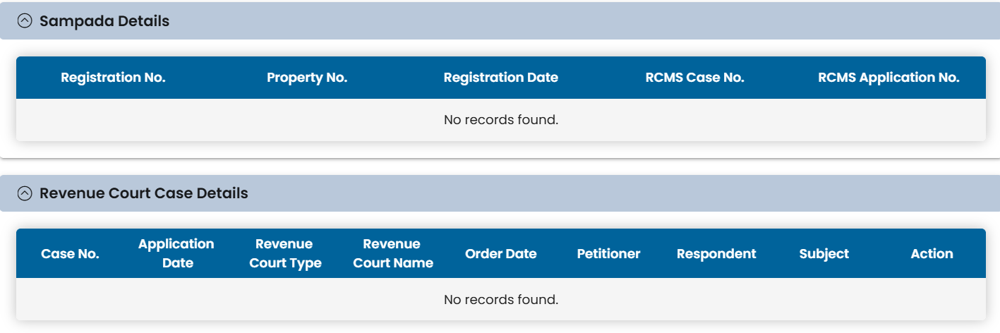 Sampada Details
Registration No. Property No. Registration Date RCMS Case No. RCMS Application No.
No records found.
Revenue Court Case Details
Case No. Application Date Revenue Court Type Revenue Court Name Order Date Petitioner Respondent Subject Action
No records found.